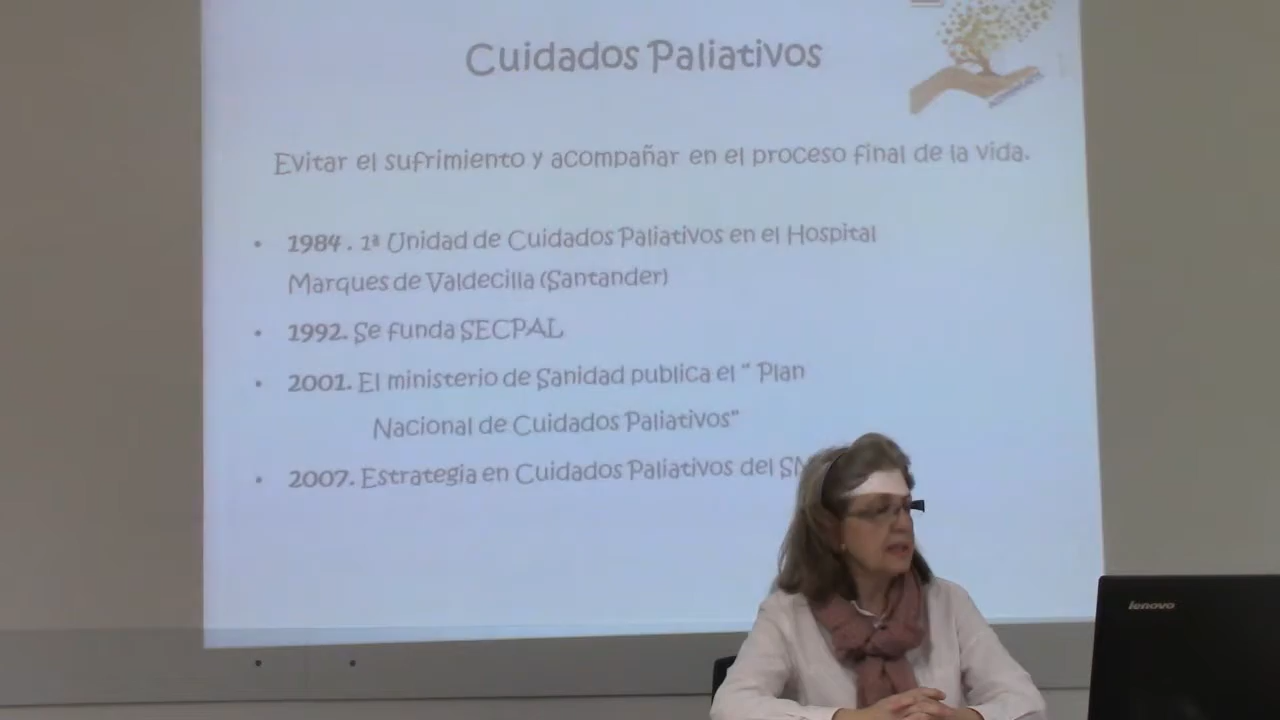 Cuidados Paliativos
Evitar el sufrimiento y acompañar en el proceso final de la vida.
• 1984 . 1ª Unidad de Cuidados Paliativos en el Hospital
Marques de Valdecilla (Santander)
• 1992. Se funda SECPAL
• 2001. El ministerio de Sanidad publica el “ Plan
Nacional de Cuidados Paliativos”
• 2007. Estrategia en Cuidados Paliativos del
lenovo